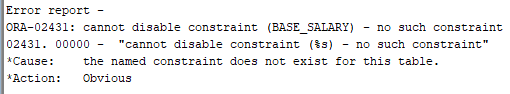 Error report -
ORA-02431: cannot disable constraint (BASE_SALARY) - no such constraint
02431. 00000 -  "cannot disable constraint (%s) - no such constraint"
*Cause:    the named constraint does not exist for this table.
*Action:   Obvious